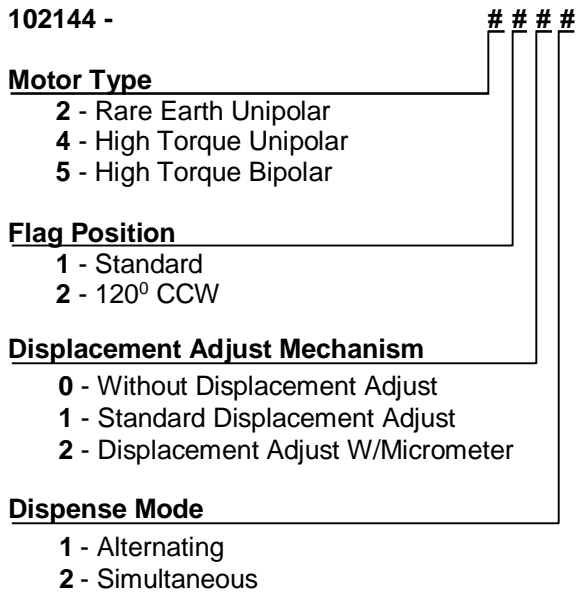 102144 - # # # #
Motor Type
2 - Rare Earth Unipolar
4 - High Torque Unipolar
5 - High Torque Bipolar
Flag Position
1 - Standard
2 - 120⁰ CCW
Displacement Adjust Mechanism
0 - Without Displacement Adjust
1 - Standard Displacement Adjust
2 - Displacement Adjust W/Micrometer
Dispense Mode
1 - Alternating
2 - Simultaneous